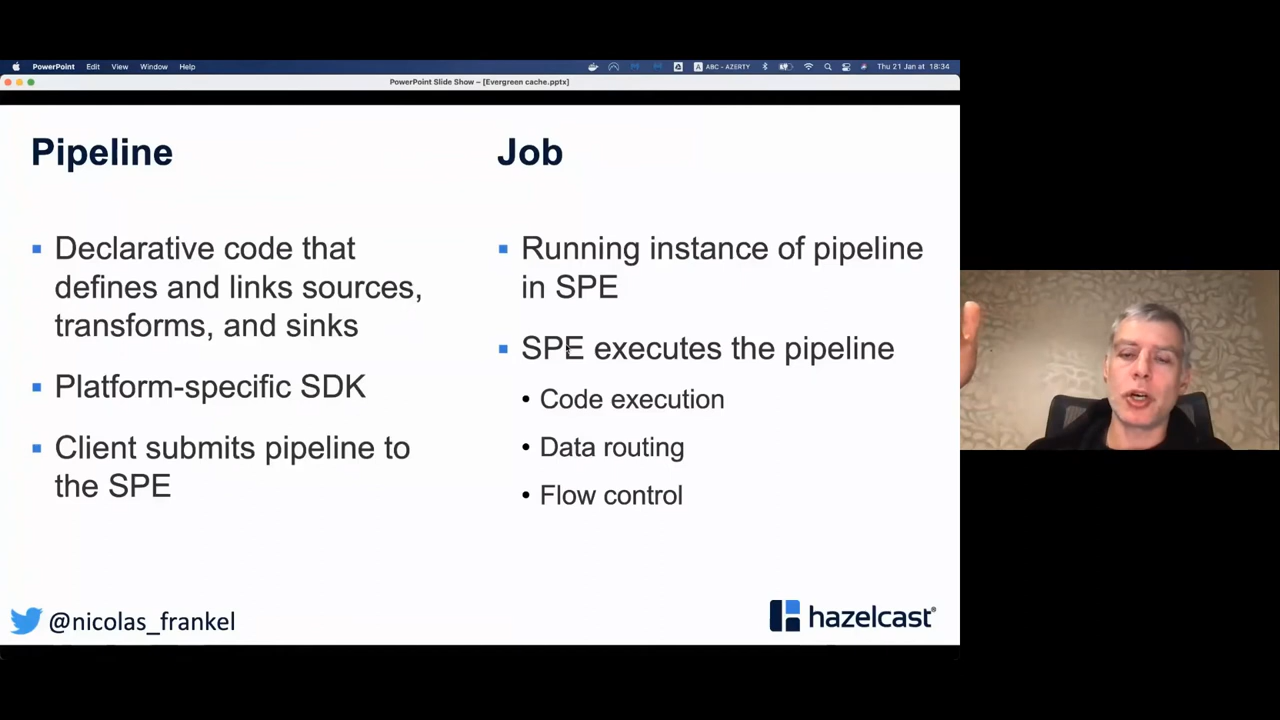 PowerPoint Edit View Window Help
ABC - AZERTY Thu 21 Jan at 18:34
PowerPoint Slide Show – [Evergreen cache.pptx]
Pipeline
▪ Declarative code that
defines and links sources,
transforms, and sinks
▪ Platform-specific SDK
▪ Client submits pipeline to
the SPE
Job
▪ Running instance of pipeline
in SPE
▪ SPE executes the pipeline
• Code execution
• Data routing
• Flow control
@nicolas_frankel
hazelcast®